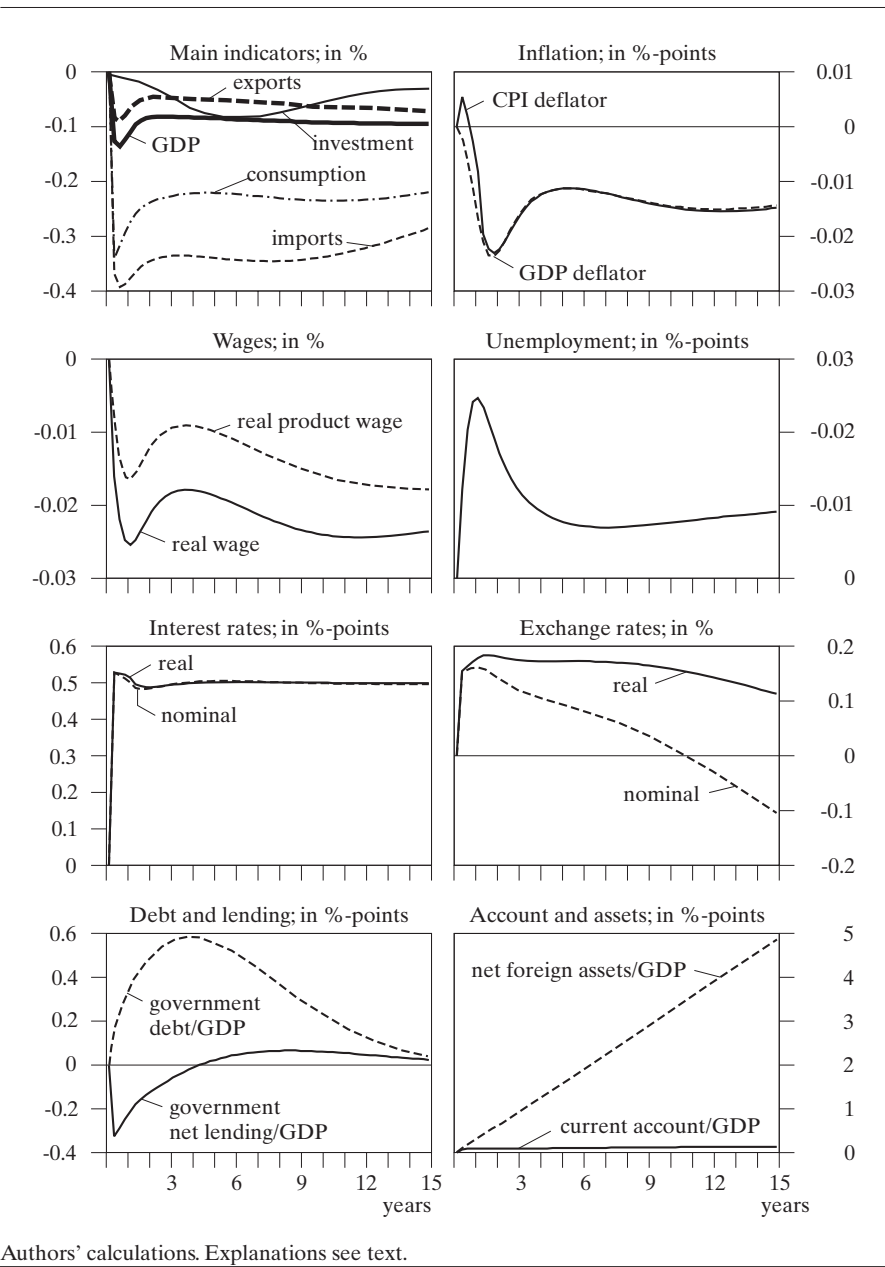 Main indicators; in %
Inflation; in %-points
0
-0.1
-0.2
-0.3
-0.4
exports
GDP
investment
consumption
imports
CPI deflator
GDP deflator
0.01
0
-0.01
-0.02
-0.03
Wages; in %
Unemployment; in %-points
0
-0.01
-0.02
-0.03
real product wage
real wage
0.03
-0.02
-0.01
0
Interest rates; in %-points
Exchange rates; in %
0.6
0.5
0.4
0.3
0.2
0.1
0
real
nominal
real
nominal
0.2
0.1
0
-0.1
-0.2
Debt and lending; in %-points
Account and assets; in %-points
0.6
0.4
0.2
0
-0.2
-0.4
government
debt/GDP
government
net lending/GDP
net foreign assets/GDP
current account/GDP
5
4
3
2
1
0
3 6 9 12 15
years
3 6 9 12 15
years
Authors’ calculations. Explanations see text.